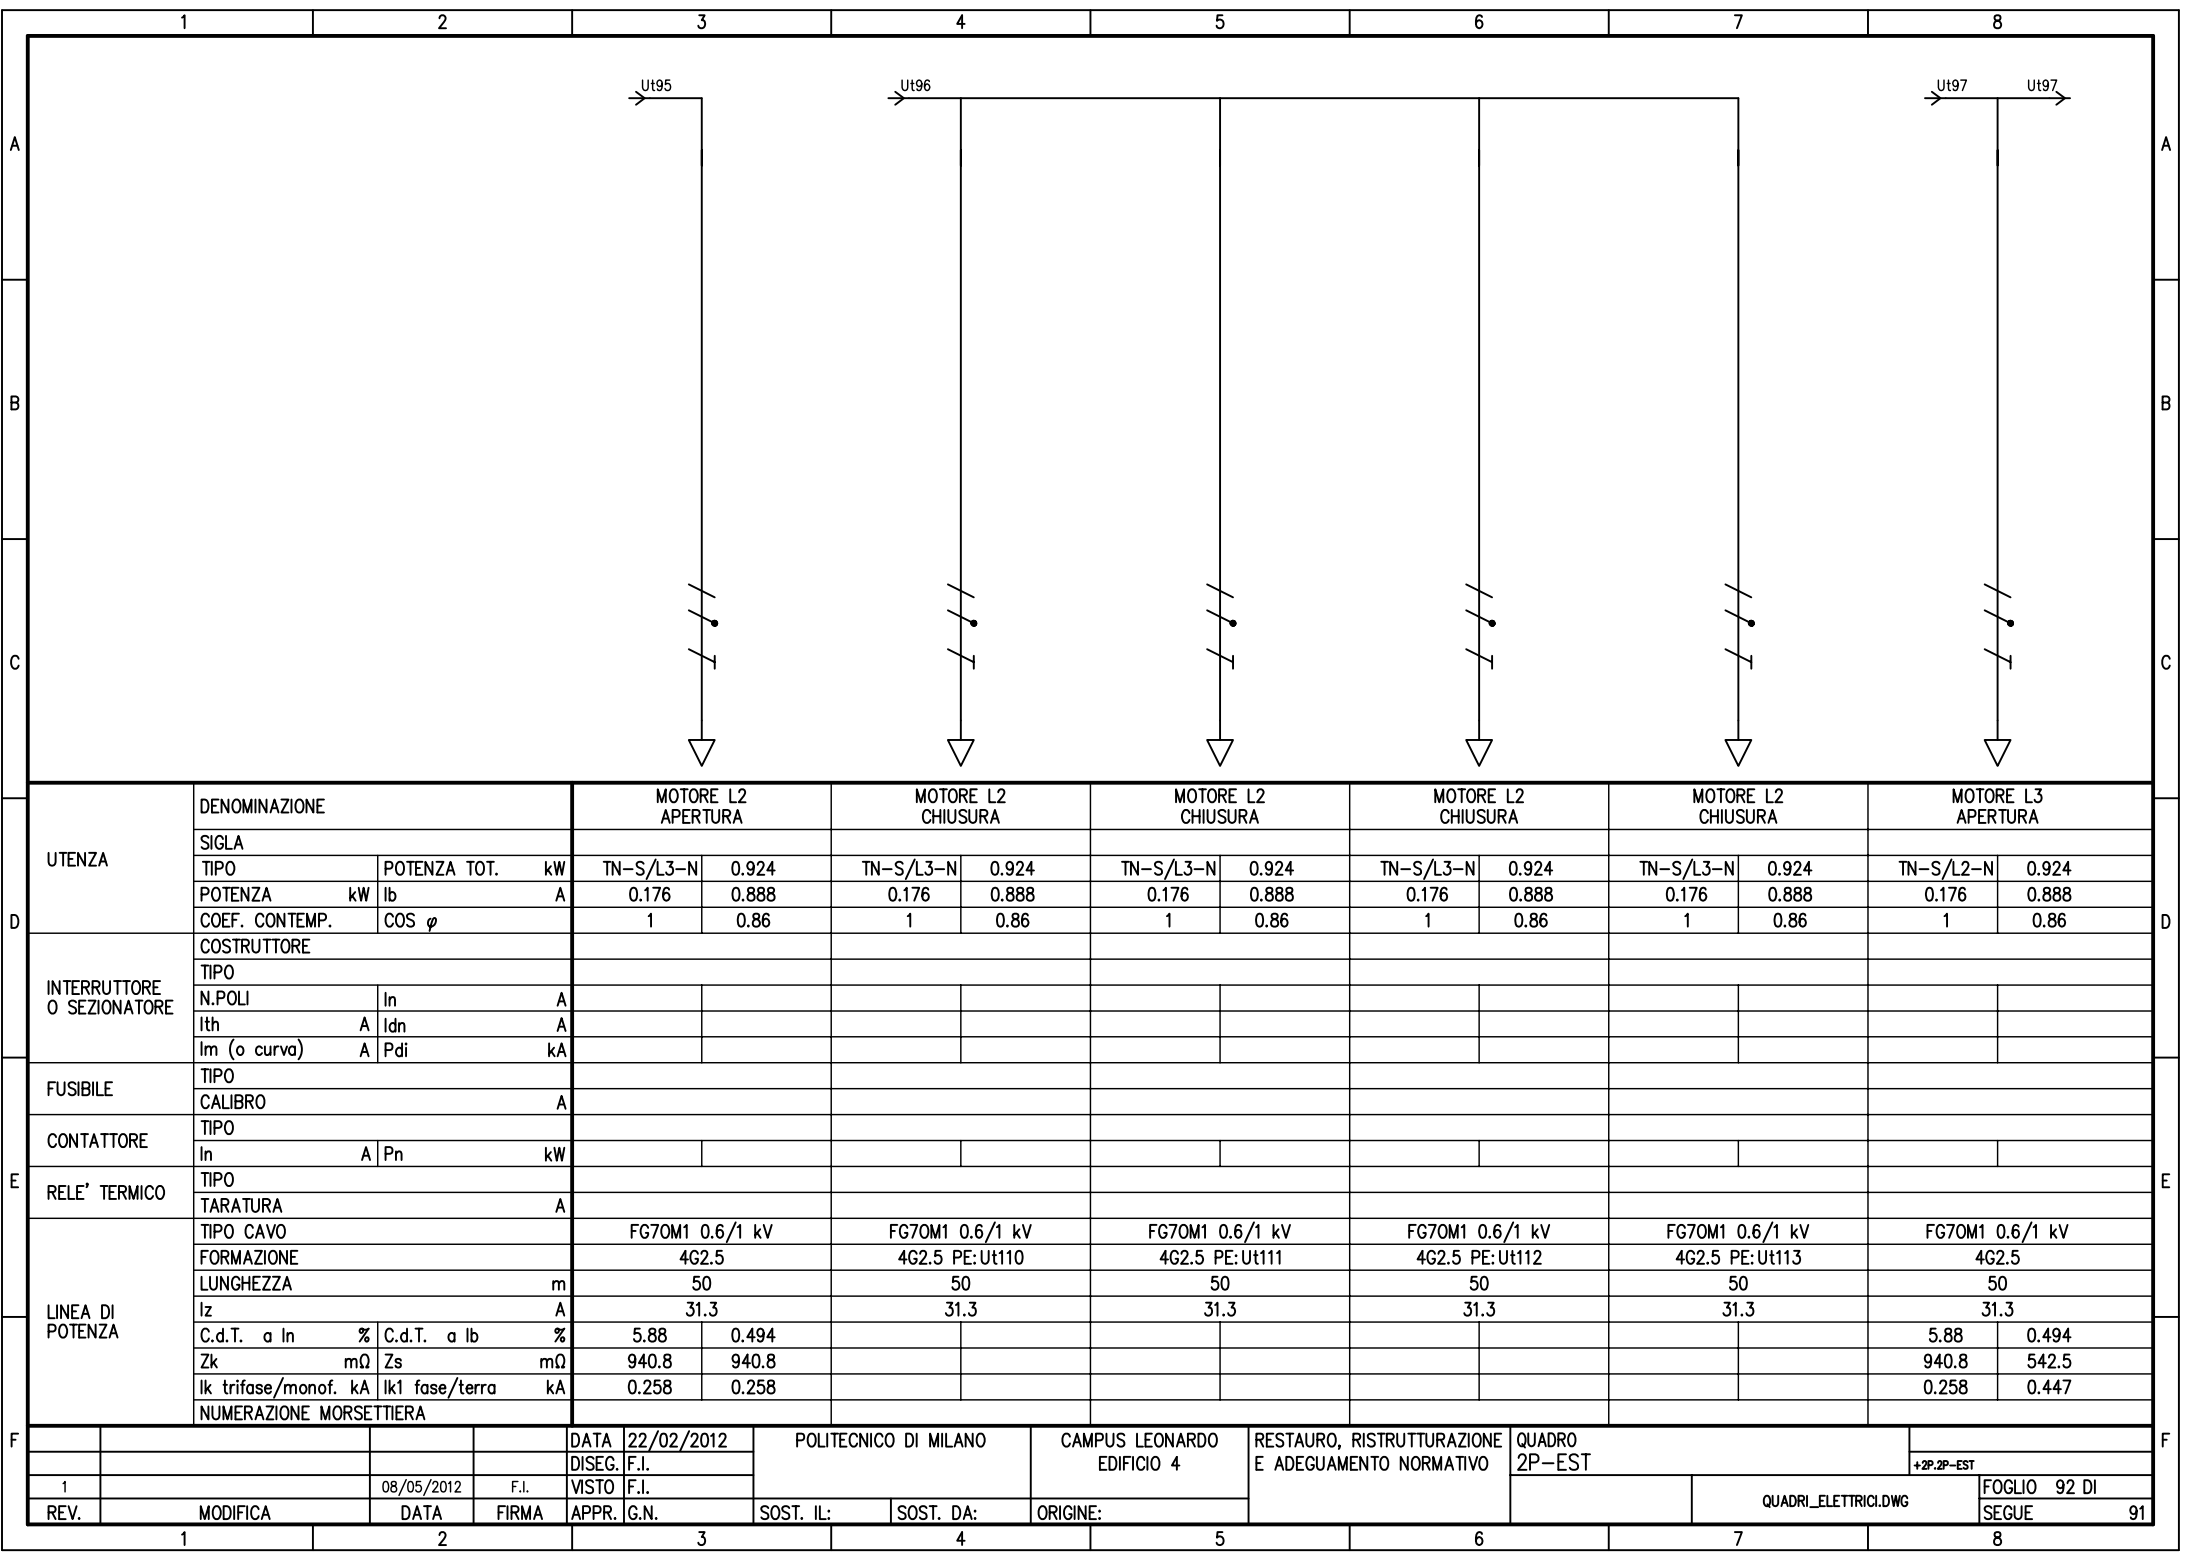 1 2 3 4 5 6 7 8
Ut95 Ut96 Ut97 Ut97
A A
B B
C C
UTENZA
DENOMINAZIONE MOTORE L2 APERTURA MOTORE L2 CHIUSURA MOTORE L2 CHIUSURA MOTORE L2 CHIUSURA MOTORE L2 CHIUSURA MOTORE L3 APERTURA
SIGLA
TIPO POTENZA TOT. kW TN-S/L3-N 0.924 TN-S/L3-N 0.924 TN-S/L3-N 0.924 TN-S/L3-N 0.924 TN-S/L3-N 0.924 TN-S/L2-N 0.924
POTENZA kW Ib A 0.176 0.888 0.176 0.888 0.176 0.888 0.176 0.888 0.176 0.888 0.176 0.888
D COEF. CONTEMP. COS φ 1 0.86 1 0.86 1 0.86 1 0.86 1 0.86 1 0.86 D
INTERRUTTORE
O SEZIONATORE
COSTRUTTORE
TIPO
N.POLI In A
Ith A Idn A
Im (o curva) A Pdi kA
FUSIBILE
TIPO
CALIBRO A
CONTATTORE
TIPO
In A Pn kW
E RELE' TERMICO E
TIPO
TARATURA A
LINEA DI
POTENZA
TIPO CAVO FG7OM1 0.6/1 kV FG7OM1 0.6/1 kV FG7OM1 0.6/1 kV FG7OM1 0.6/1 kV FG7OM1 0.6/1 kV FG7OM1 0.6/1 kV
FORMAZIONE 4G2.5 4G2.5 PE:Ut110 4G2.5 PE:Ut111 4G2.5 PE:Ut112 4G2.5 PE:Ut113 4G2.5
LUNGHEZZA m 50 50 50 50 50 50
Iz A 31.3 31.3 31.3 31.3 31.3 31.3
C.d.T. a In % C.d.T. a Ib % 5.88 0.494 5.88 0.494
Zk mΩ Zs mΩ 940.8 940.8 940.8 542.5
Ik trifase/monof. kA Ik1 fase/terra kA 0.258 0.258 0.258 0.447
NUMERAZIONE MORSETTIERA
F F
DATA 22/02/2012 POLITECNICO DI MILANO CAMPUS LEONARDO RESTAURO, RISTRUTTURAZIONE QUADRO
DISEG. F.I. EDIFICIO 4 E ADEGUAMENTO NORMATIVO 2P-EST +2P.2P-EST
1 08/05/2012 F.I. VISTO F.I. QUADRI_ELETTRICI.DWG FOGLIO 92 DI
REV. MODIFICA DATA FIRMA APPR. G.N. SOST. IL: SOST. DA: ORIGINE: SEGUE 91
1 2 3 4 5 6 7 8